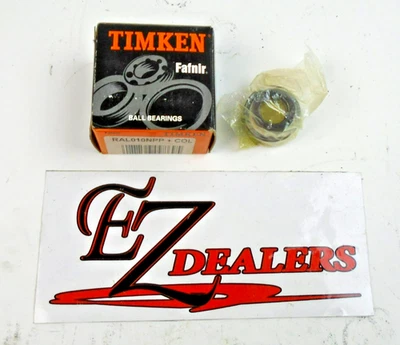 TIMKEN
Fafnir®
BALL BEARINGS
RAL010NPP + COL
EZ
DEALERS